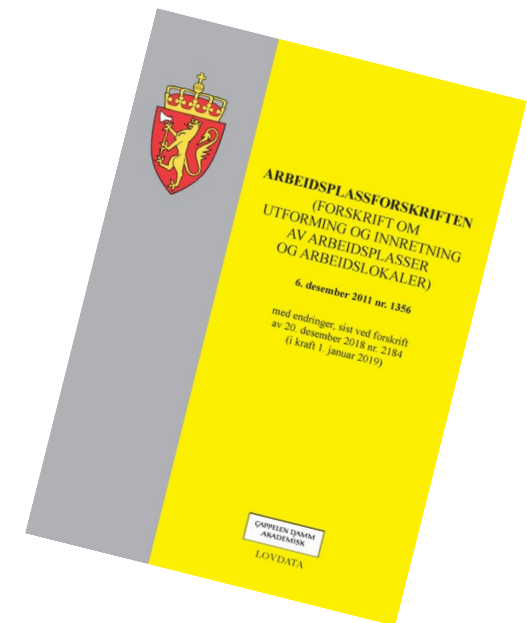 ARBEIDSPLASSFORSKRIFTEN
(FORSKRIFT OM
UTFORMING OG INNRETNING
AV ARBEIDSPLASSER
OG ARBEIDSLOKALER)
6. desember 2011 nr. 1356
med endringer, sist ved forskrift
av 20. desember 2018 nr. 2184
(i kraft 1. januar 2019)
CAPPELEN DAMM
AKADEMISK
LOVDATA